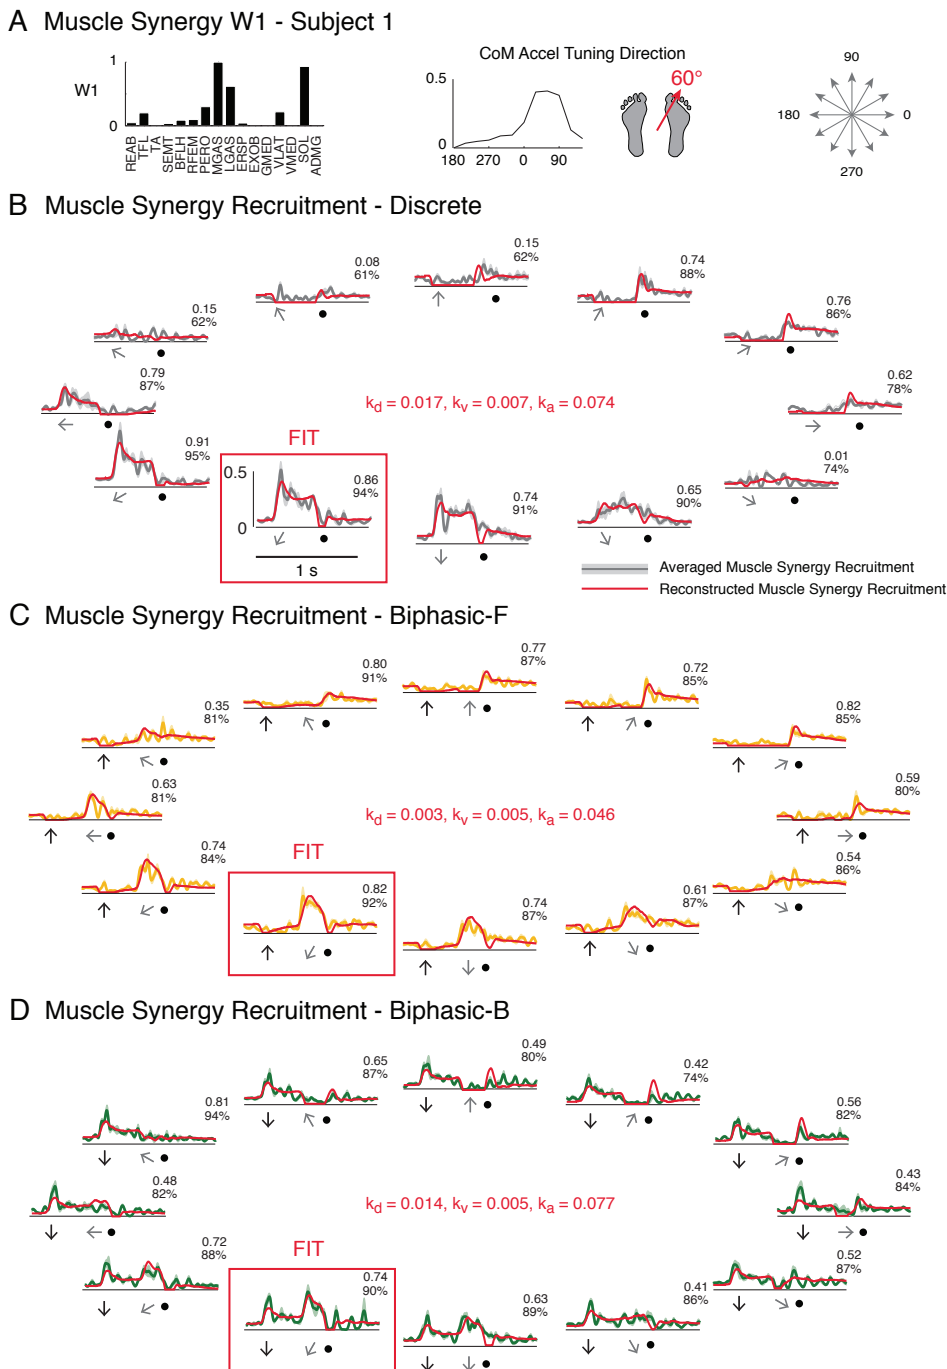 A Muscle Synergy W1 - Subject 1
W1
1
0
REAB
TFL
TA
SEMT
BFLH
RFEM
PERO
MGAS
LGAS
ERSP
EXOB
GMED
VLAT
VMED
SOL
ADMG
CoM Accel Tuning Direction
0.5
0
180 270 0 90
60°
90
180
0
270
B Muscle Synergy Recruitment - Discrete
0.15
62%
0.08
61%
0.15
62%
0.74
88%
0.76
86%
0.79
87%
kd = 0.017, kv = 0.007, ka = 0.074
0.62
78%
0.91
95%
FIT
0.5
0
0.86
94%
1 s
0.74
91%
0.65
90%
0.01
74%
Averaged Muscle Synergy Recruitment
Reconstructed Muscle Synergy Recruitment
C Muscle Synergy Recruitment - Biphasic-F
0.35
81%
0.80
91%
0.77
87%
0.72
85%
0.82
85%
0.63
81%
kd = 0.003, kv = 0.005, ka = 0.046
0.59
80%
0.74
84%
FIT
0.82
92%
0.74
87%
0.61
87%
0.54
86%
D Muscle Synergy Recruitment - Biphasic-B
0.81
94%
0.65
87%
0.49
80%
0.42
74%
0.56
82%
0.48
82%
kd = 0.014, kv = 0.005, ka = 0.077
0.43
84%
0.72
88%
FIT
0.74
90%
0.63
89%
0.41
86%
0.52
87%